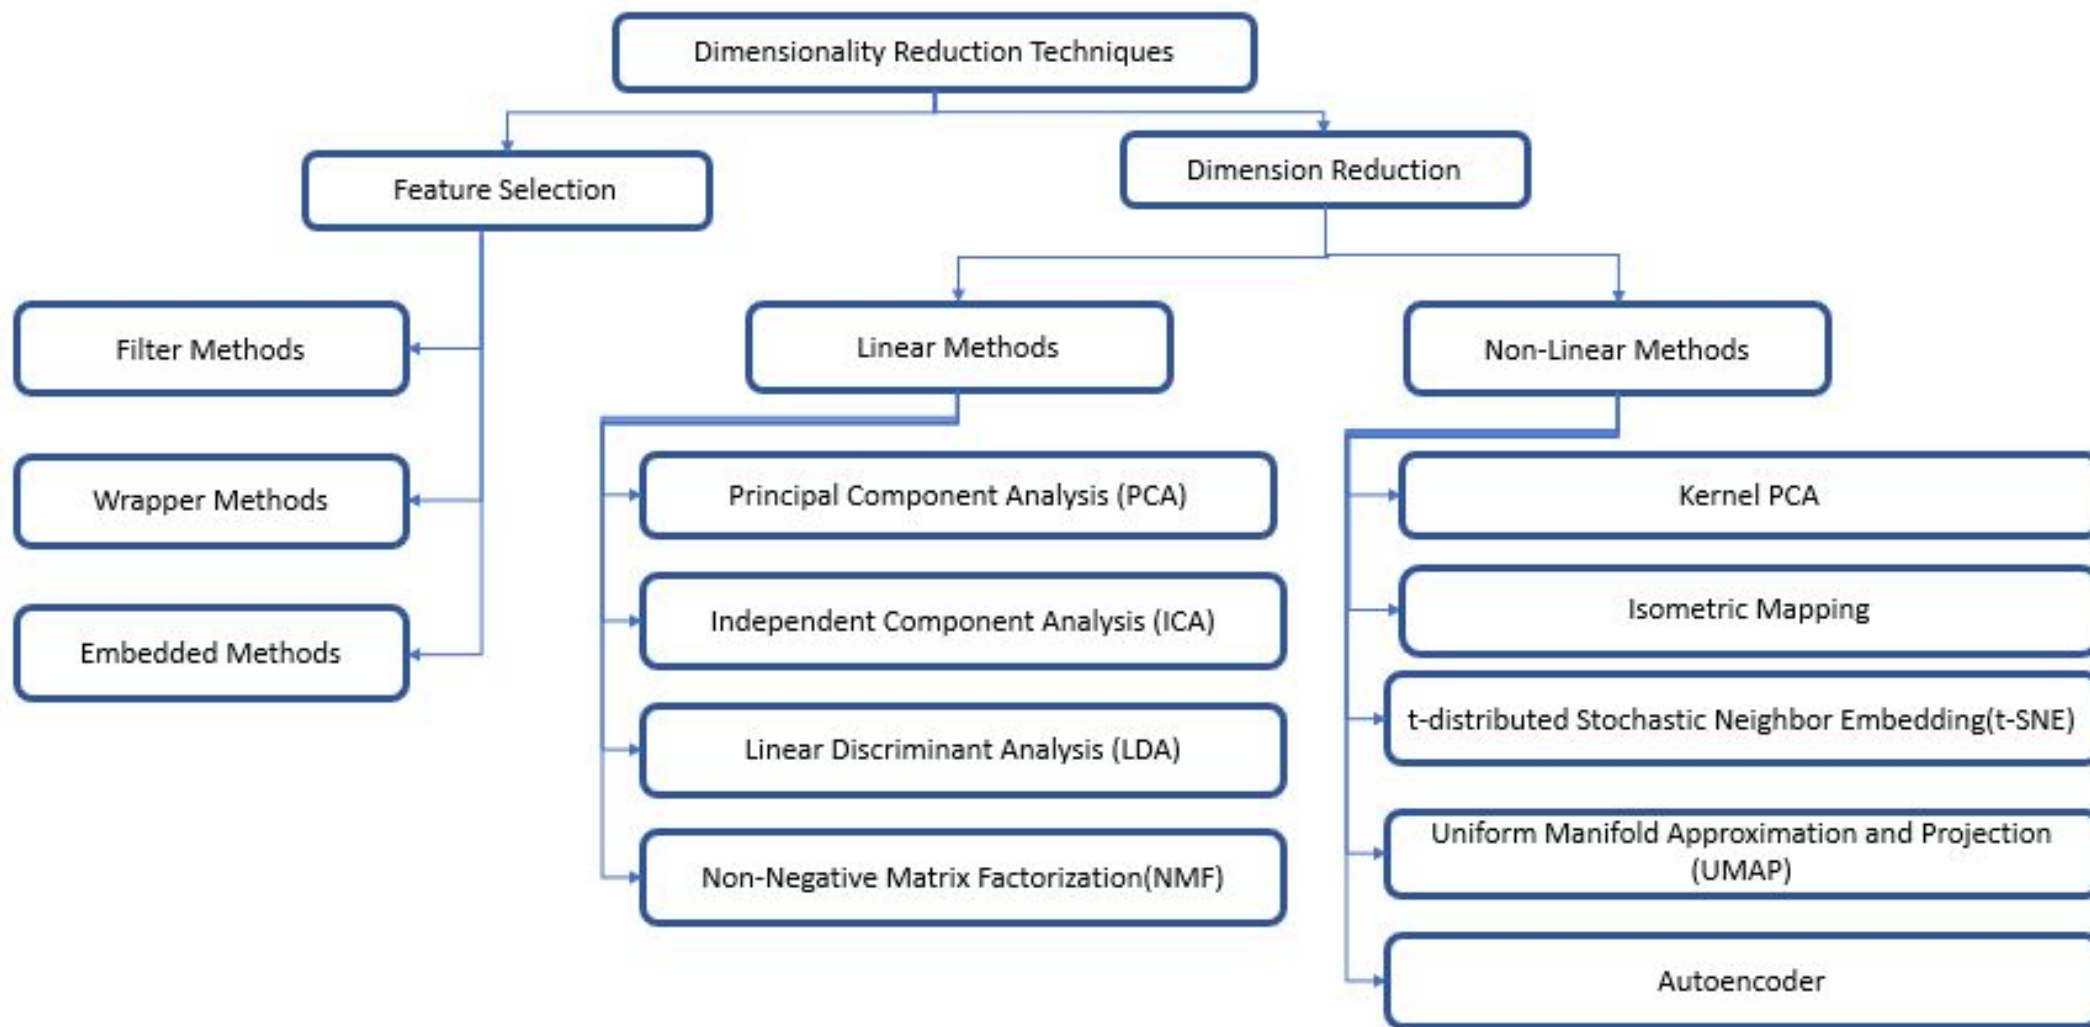 Dimensionality Reduction Techniques
Feature Selection
Dimension Reduction
Filter Methods
Wrapper Methods
Embedded Methods
Linear Methods
Principal Component Analysis (PCA)
Independent Component Analysis (ICA)
Linear Discriminant Analysis (LDA)
Non-Negative Matrix Factorization(NMF)
Non-Linear Methods
Kernel PCA
Isometric Mapping
t-distributed Stochastic Neighbor Embedding(t-SNE)
Uniform Manifold Approximation and Projection
(UMAP)
Autoencoder